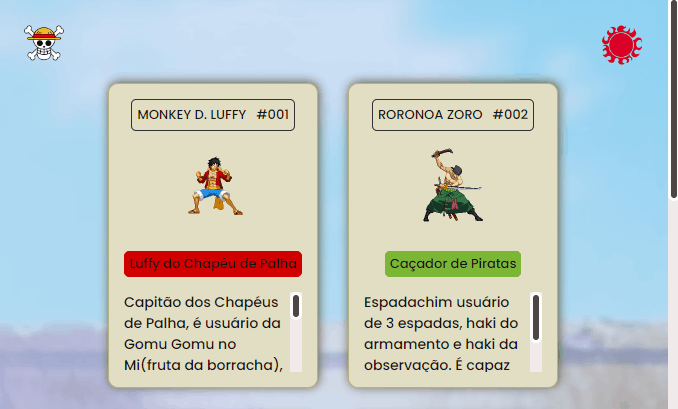 MONKEY D. LUFFY #001
Luffy do Chapéu de Palha
Capitão dos Chapéus
de Palha, é usuário da
Gomu Gomu no
Mi(fruta da borracha),
RORONOA ZORO #002
Caçador de Piratas
Espadachim usuário
de 3 espadas, haki do
armamento e haki da
observação. É capaz